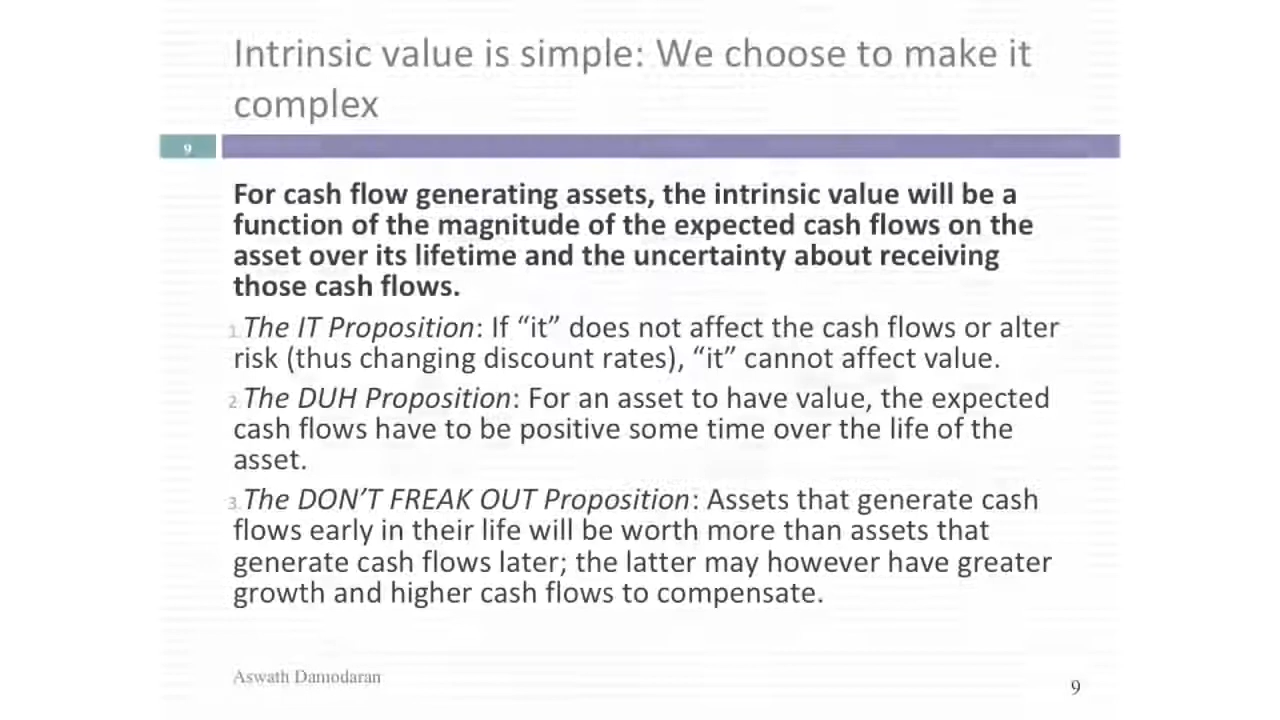 Intrinsic value is simple: We choose to make it
complex
9
For cash flow generating assets, the intrinsic value will be a
function of the magnitude of the expected cash flows on the
asset over its lifetime and the uncertainty about receiving
those cash flows.
1. The IT Proposition: If “it” does not affect the cash flows or alter
risk (thus changing discount rates), “it” cannot affect value.
2. The DUH Proposition: For an asset to have value, the expected
cash flows have to be positive some time over the life of the
asset.
3. The DON’T FREAK OUT Proposition: Assets that generate cash
flows early in their life will be worth more than assets that
generate cash flows later; the latter may however have greater
growth and higher cash flows to compensate.
Aswath Damodaran
9